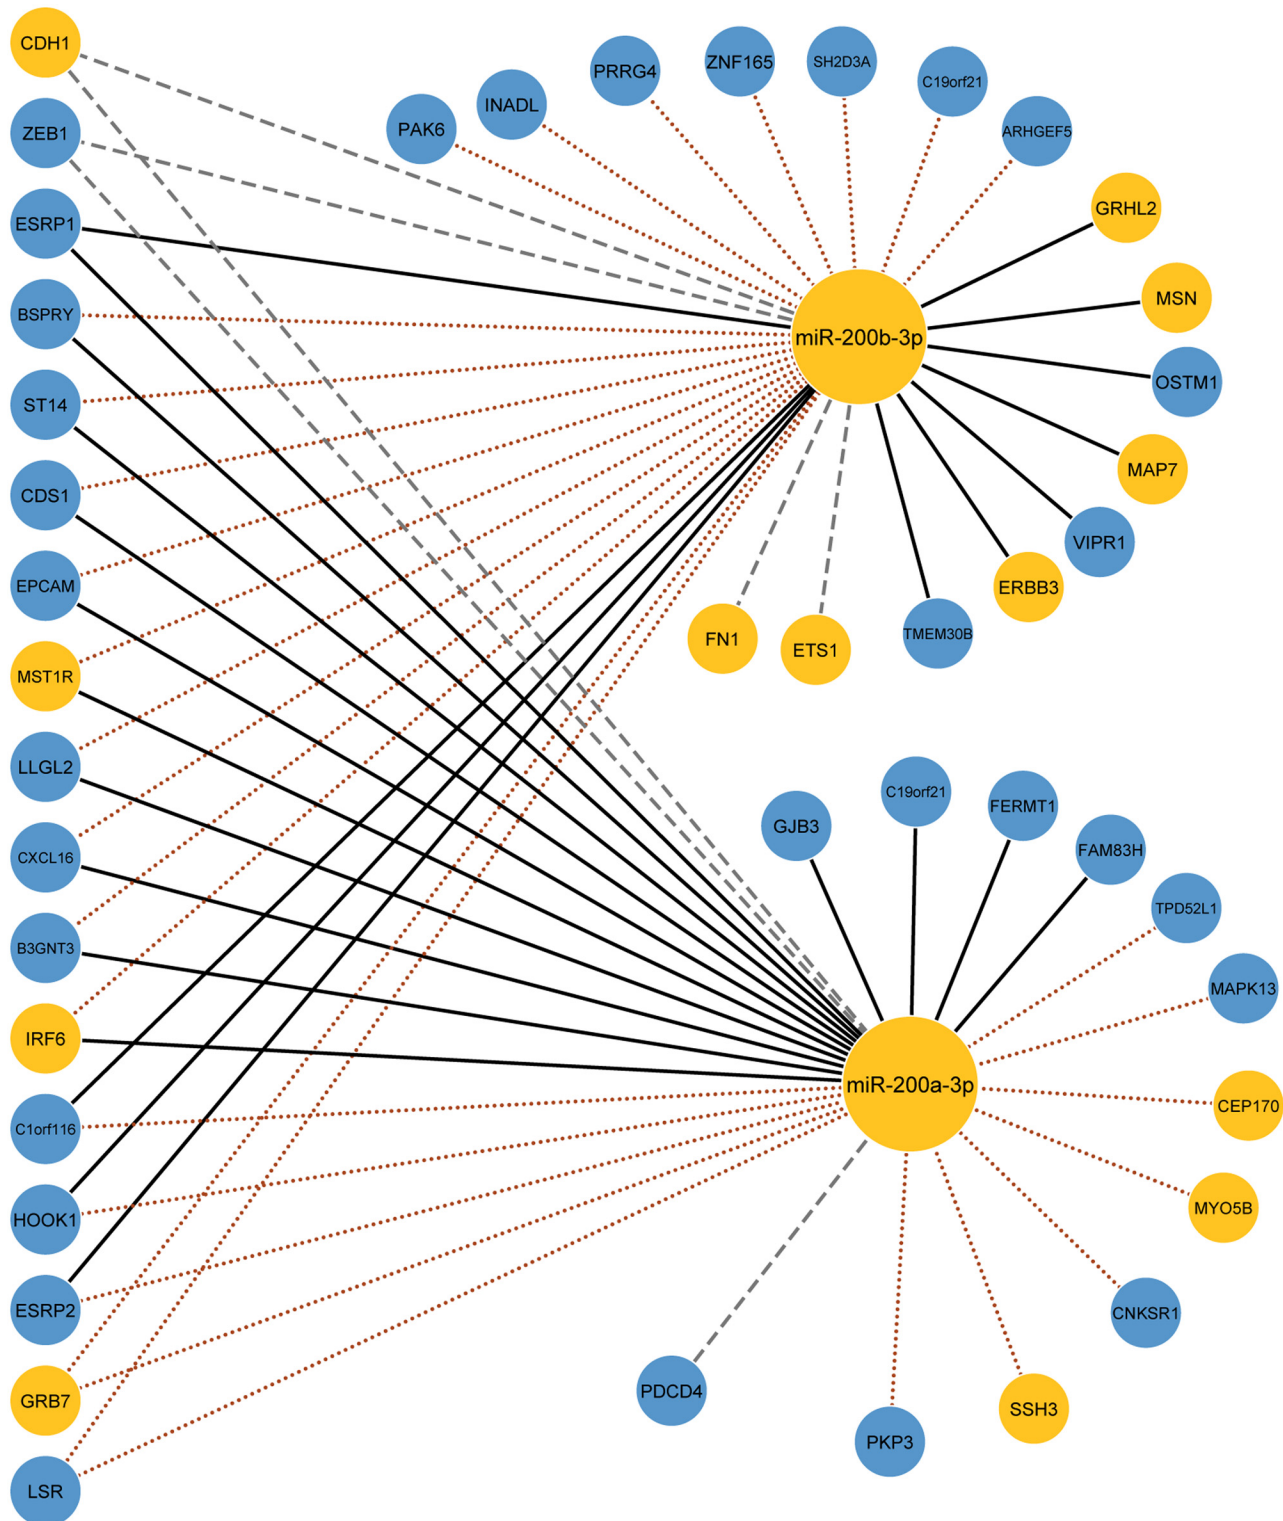 CDH1
ZEB1
ESRP1
BSPRY
ST14
CDS1
EPCAM
MST1R
LLGL2
CXCL16
B3GNT3
IRF6
C1orf116
HOOK1
ESRP2
GRB7
LSR
PAK6
INADL
PRRG4
ZNF165
SH2D3A
C19orf21
ARHGEF5
GRHL2
MSN
OSTM1
MAP7
VIPR1
ERBB3
TMEM30B
ETS1
FN1
miR-200b-3p
GJB3
C19orf21
FERMT1
FAM83H
TPD52L1
MAPK13
CEP170
MYO5B
CNKSR1
SSH3
PKP3
PDCD4
miR-200a-3p